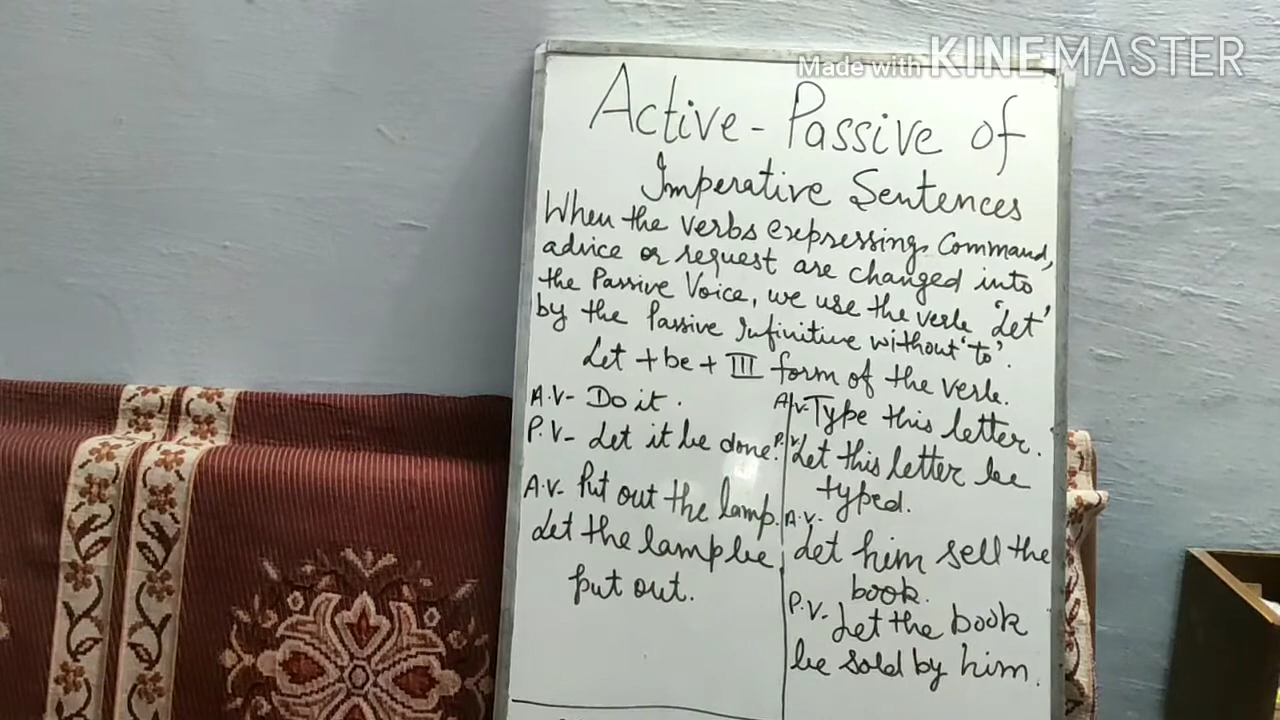 Made with KINEMASTER
Active - Passive of
Imperative Sentences
When the verbs expressing command,
advice or request are changed into
the Passive Voice, we use the verb 'Let'
by the Passive Infinitive without 'to'.
Let + be + III form of the verb.
A.V- Do it.
P.V- Let it be done.
A.V- Put out the lamp.
Let the lamp be
put out.
A.V- Type this letter.
P.V. Let this letter be
typed.
A.V-
Let him sell the
book.
P.V- Let the book
be sold by him.